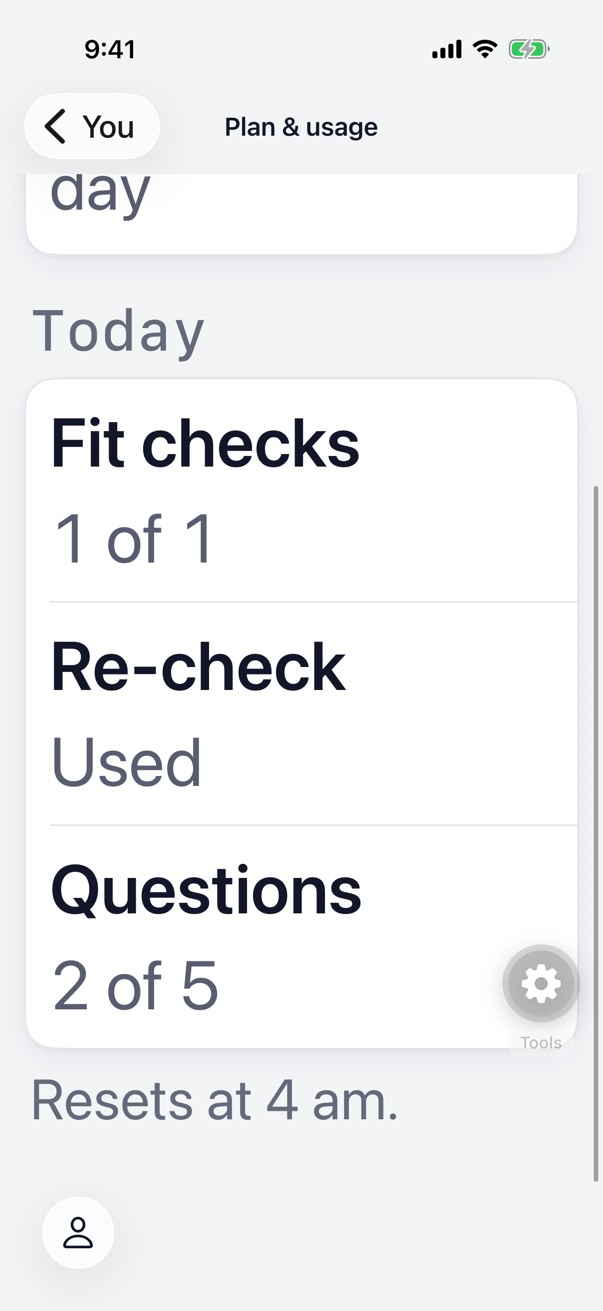 9:41
You
Plan & usage
day
Today
Fit checks
1 of 1
Re-check
Used
Questions
2 of 5
Tools
Resets at 4 am.